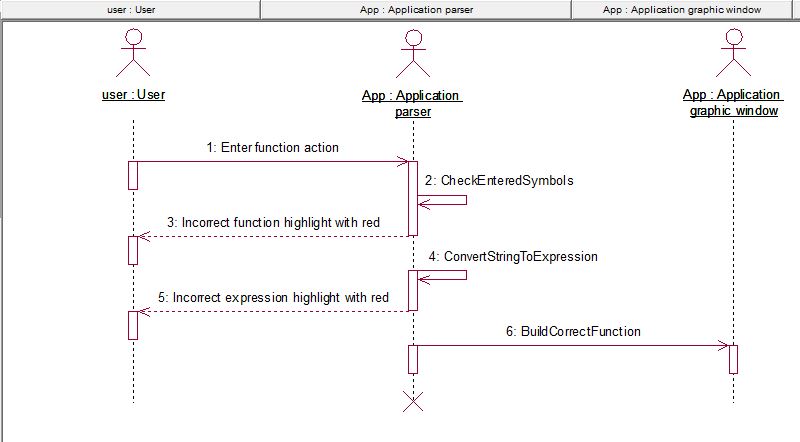 user : User
App : Application parser
App : Application graphic window
user : User
App : Application
parser
App : Application
graphic window
1: Enter function action
2: CheckEnteredSymbols
3: Incorrect function highlight with red
4: ConvertStringToExpression
5: Incorrect expression highlight with red
6: BuildCorrectFunction